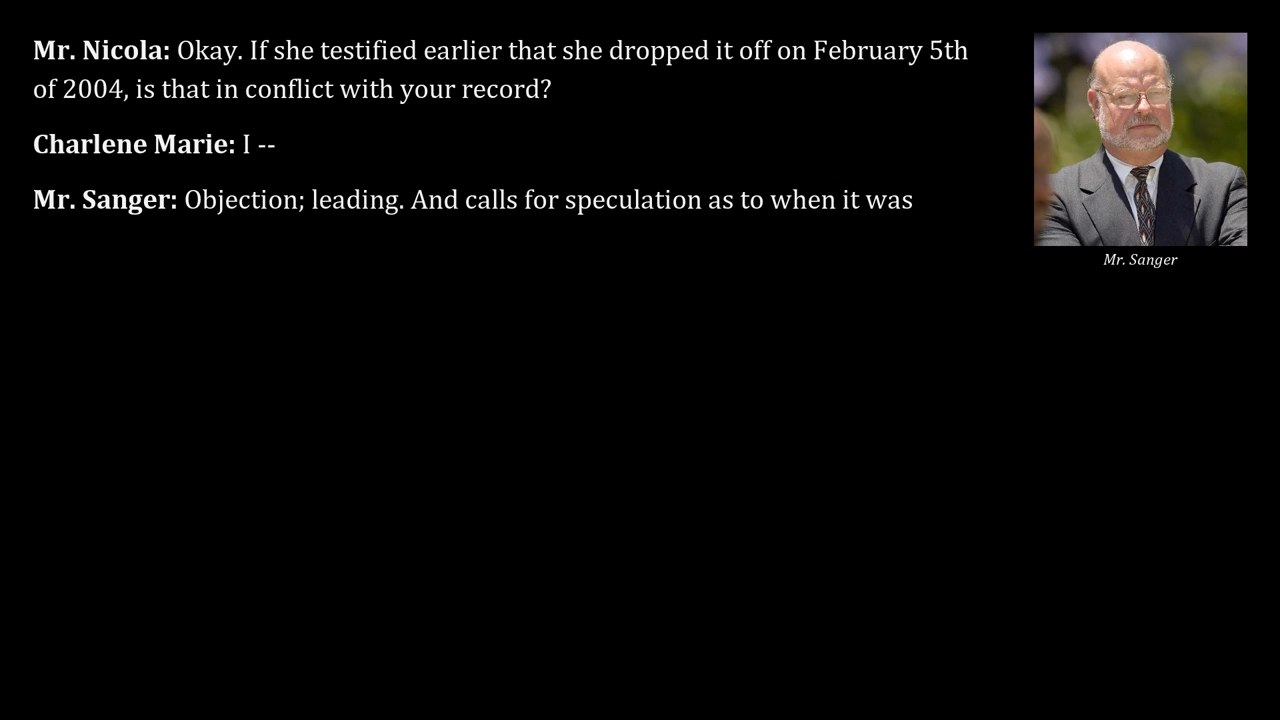 Mr. Nicola: Okay. If she testified earlier that she dropped it off on February 5th
of 2004, is that in conflict with your record?
Charlene Marie: I --
Mr. Sanger: Objection; leading. And calls for speculation as to when it was
Mr. Sanger